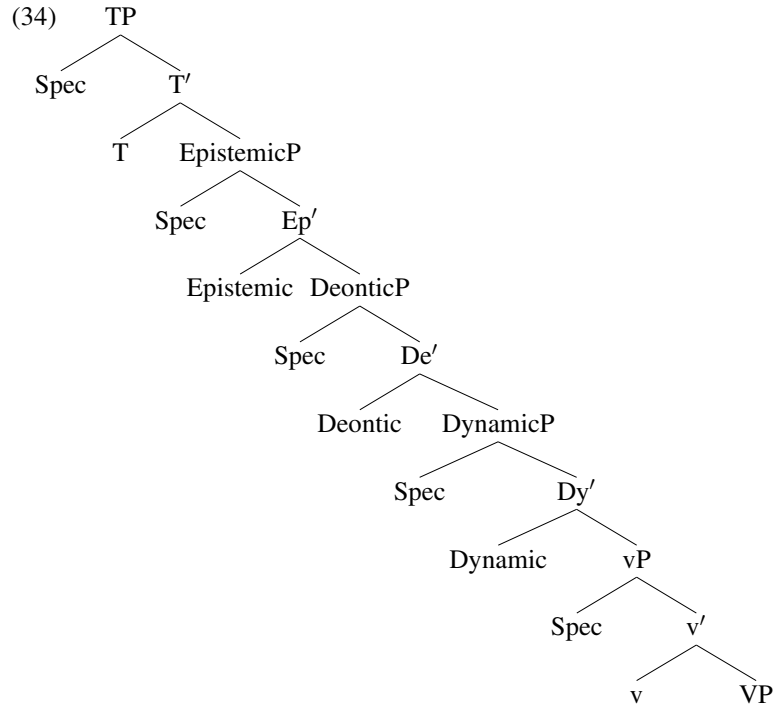 (34) TP
Spec T′
T EpistemicP
Spec Ep′
Epistemic DeonticP
Spec De′
Deontic DynamicP
Spec Dy′
Dynamic vP
Spec v′
v VP